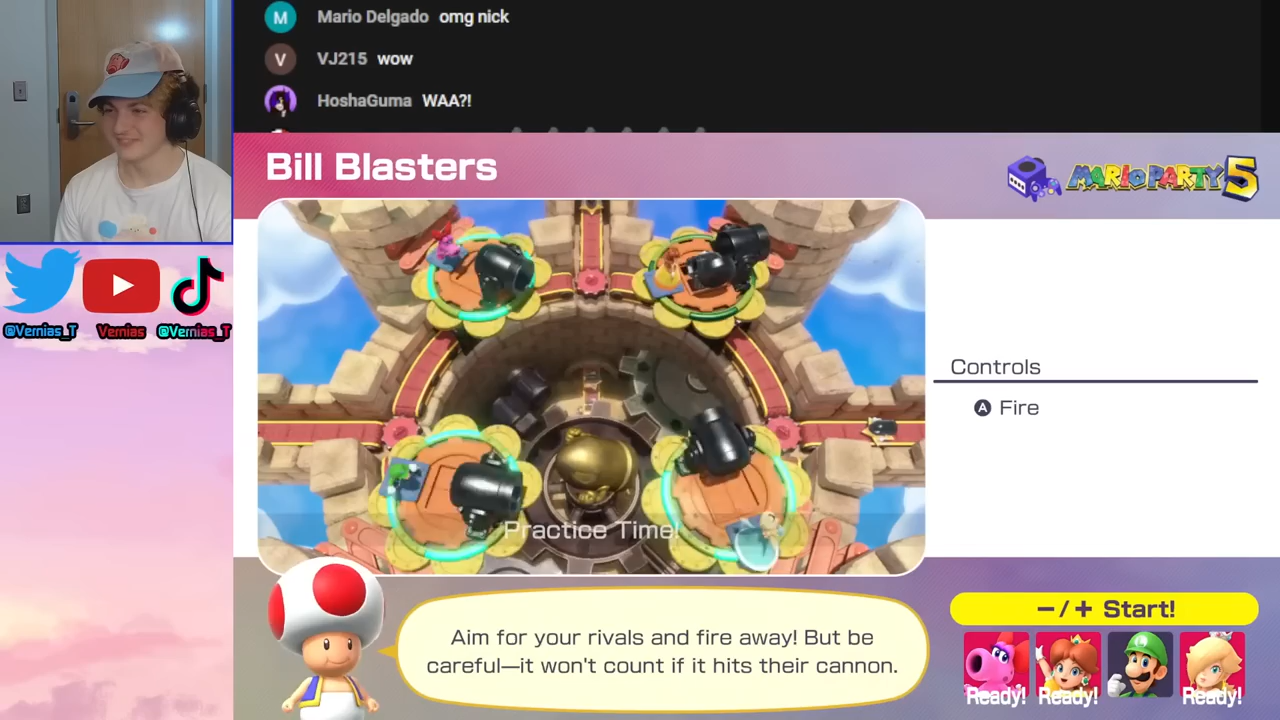 Mario Delgado omg nick
V VJ215 wow
M
HoshaGuma WAA?!
Bill Blasters
MARIO PARTY 5
@Vernias_T
Vernias
@Vernias_T
Controls
A Fire
Practice Time!
Aim for your rivals and fire away! But be
careful—it won't count if it hits their cannon.
−/+ Start!
Ready! Ready! Ready!